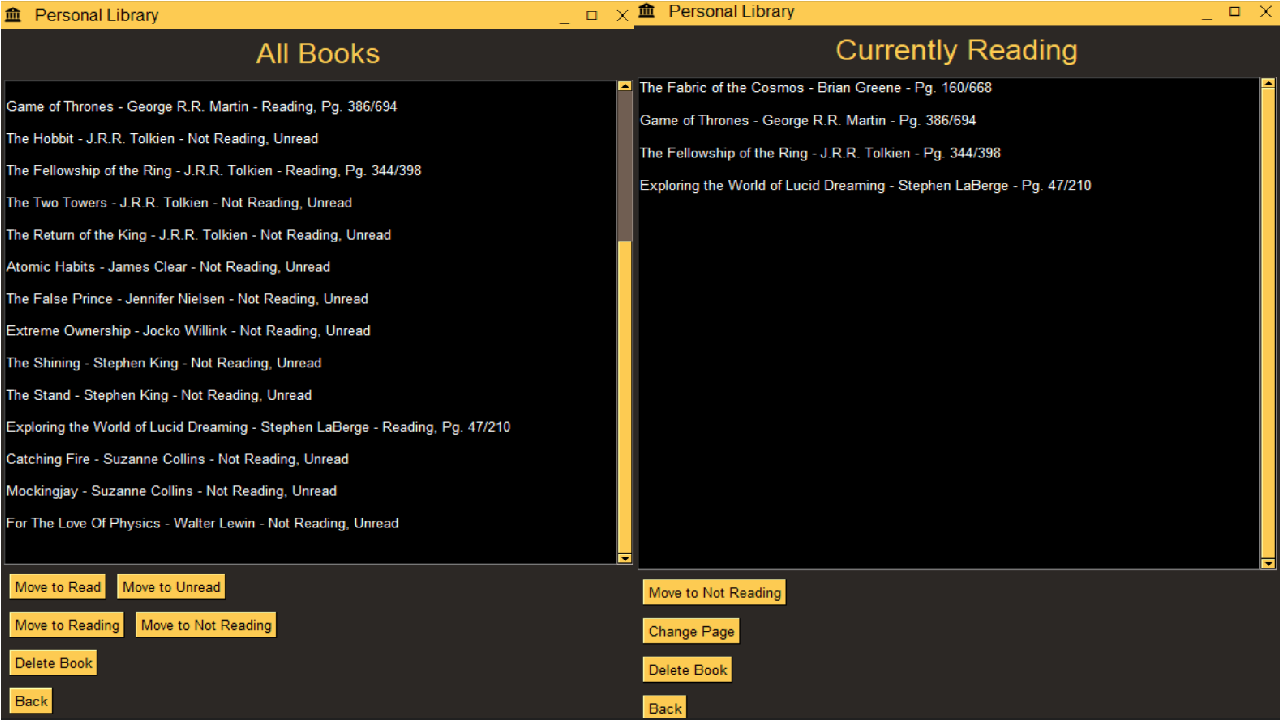 Personal Library
All Books
Game of Thrones - George R.R. Martin - Reading, Pg. 386/694
The Hobbit - J.R.R. Tolkien - Not Reading, Unread
The Fellowship of the Ring - J.R.R. Tolkien - Reading, Pg. 344/398
The Two Towers - J.R.R. Tolkien - Not Reading, Unread
The Return of the King - J.R.R. Tolkien - Not Reading, Unread
Atomic Habits - James Clear - Not Reading, Unread
The False Prince - Jennifer Nielsen - Not Reading, Unread
Extreme Ownership - Jocko Willink - Not Reading, Unread
The Shining - Stephen King - Not Reading, Unread
The Stand - Stephen King - Not Reading, Unread
Exploring the World of Lucid Dreaming - Stephen LaBerge - Reading, Pg. 47/210
Catching Fire - Suzanne Collins - Not Reading, Unread
Mockingjay - Suzanne Collins - Not Reading, Unread
For The Love Of Physics - Walter Lewin - Not Reading, Unread
Move to Read Move to Unread
Move to Reading Move to Not Reading
Delete Book
Back
Personal Library
Currently Reading
The Fabric of the Cosmos - Brian Greene - Pg. 160/668
Game of Thrones - George R.R. Martin - Pg. 386/694
The Fellowship of the Ring - J.R.R. Tolkien - Pg. 344/398
Exploring the World of Lucid Dreaming - Stephen LaBerge - Pg. 47/210
Move to Not Reading
Change Page
Delete Book
Back